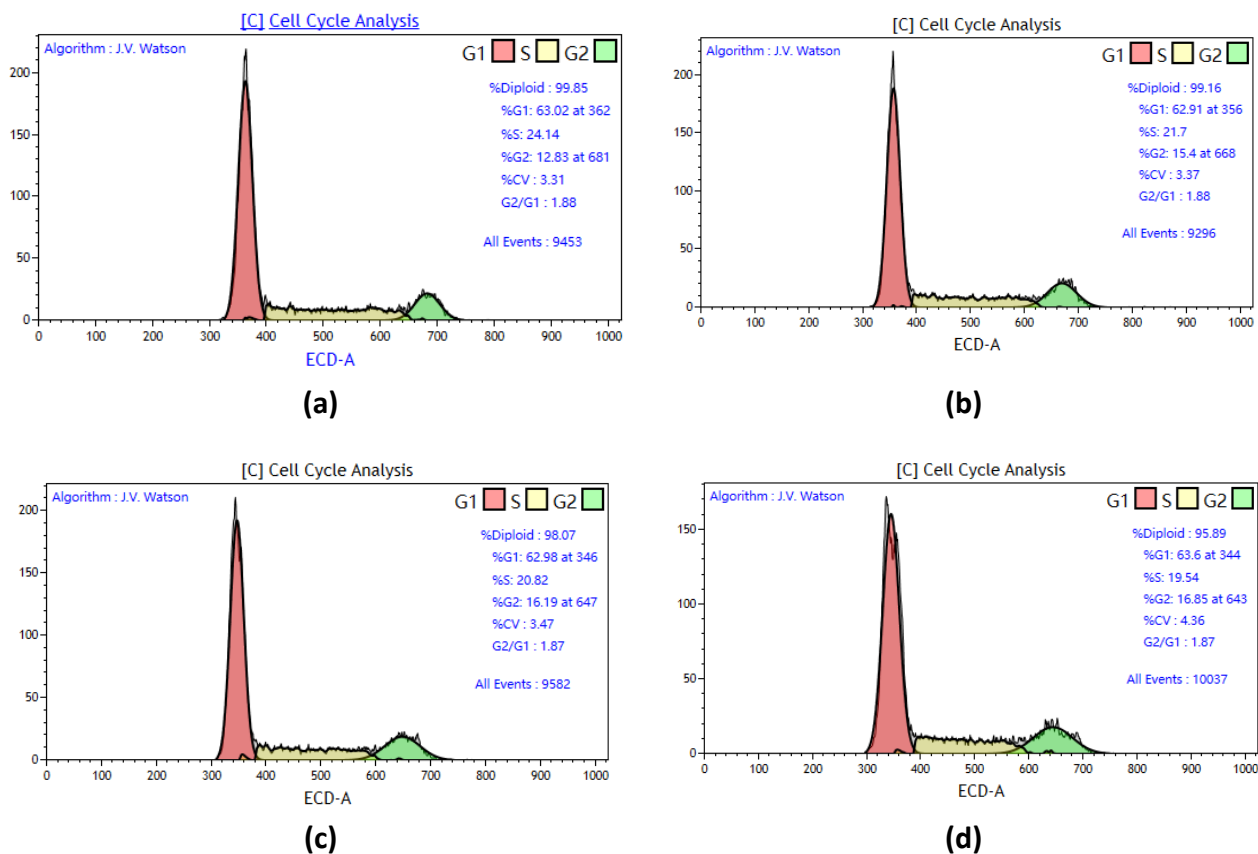 [C] Cell Cycle Analysis
Algorithm : J.V. Watson
G1 S G2
%Diploid : 99.85
%G1: 63.02 at 362
%S: 24.14
%G2: 12.83 at 681
%CV : 3.31
G2/G1 : 1.88
All Events : 9453
200
150
100
50
0
0 100 200 300 400 500 600 700 800 900 1000
ECD-A
(a)
[C] Cell Cycle Analysis
Algorithm : J.V. Watson
G1 S G2
%Diploid : 99.16
%G1: 62.91 at 356
%S: 21.7
%G2: 15.4 at 668
%CV : 3.37
G2/G1 : 1.88
All Events : 9296
200
150
100
50
0
0 100 200 300 400 500 600 700 800 900 1000
ECD-A
(b)
[C] Cell Cycle Analysis
Algorithm : J.V. Watson
G1 S G2
%Diploid : 98.07
%G1: 62.98 at 346
%S: 20.82
%G2: 16.19 at 647
%CV : 3.47
G2/G1 : 1.87
All Events : 9582
200
150
100
50
0
0 100 200 300 400 500 600 700 800 900 1000
ECD-A
(c)
[C] Cell Cycle Analysis
Algorithm : J.V. Watson
G1 S G2
%Diploid : 95.89
%G1: 63.6 at 344
%S: 19.54
%G2: 16.85 at 643
%CV : 4.36
G2/G1 : 1.87
All Events : 10037
150
100
50
0
0 100 200 300 400 500 600 700 800 900 1000
ECD-A
(d)